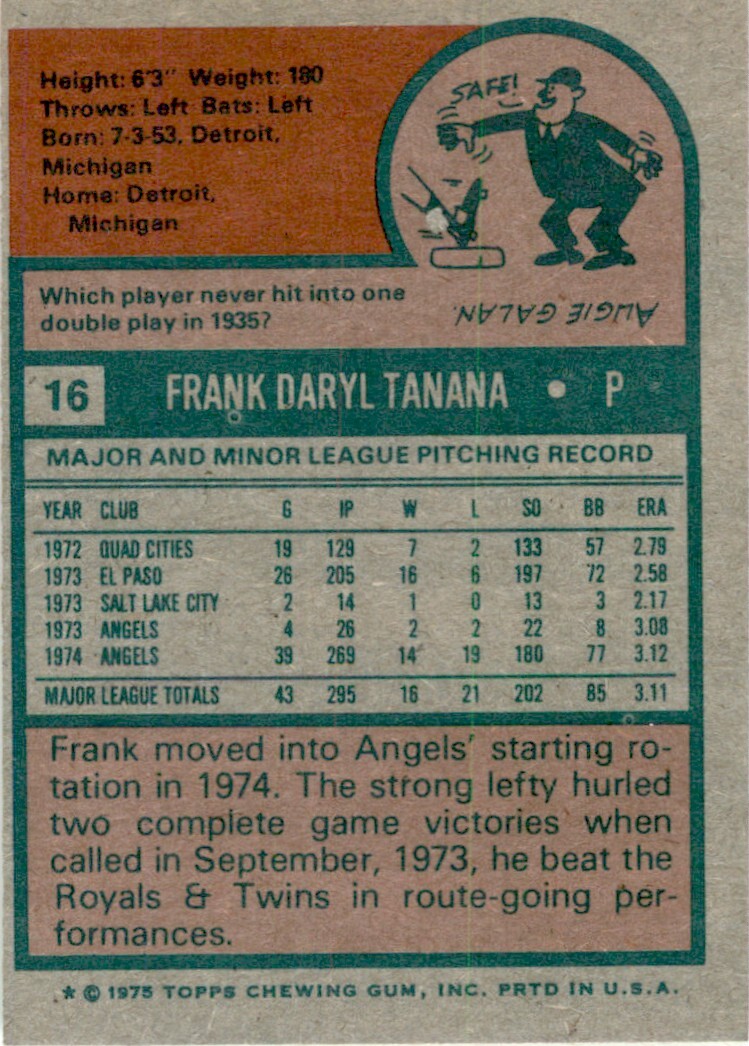 Height: 6'3" Weight: 180
Throws: Left Bats: Left
Born: 7-3-53, Detroit,
Michigan
Home: Detroit,
Michigan
SAFE!
Which player never hit into one
double play in 1935?
AUGIE GALAN.
16 FRANK DARYL TANANA • P
MAJOR AND MINOR LEAGUE PITCHING RECORD
YEAR CLUB G IP W L SO BB ERA
1972 QUAD CITIES 19 129 7 2 133 57 2.79
1973 EL PASO 26 205 16 6 197 72 2.58
1973 SALT LAKE CITY 2 14 1 0 13 3 2.17
1973 ANGELS 4 26 2 2 22 8 3.08
1974 ANGELS 39 269 14 19 180 77 3.12
MAJOR LEAGUE TOTALS 43 295 16 21 202 85 3.11
Frank moved into Angels' starting ro-
tation in 1974. The strong lefty hurled
two complete game victories when
called in September, 1973, he beat the
Royals & Twins in route-going per-
formances.
* © 1975 TOPPS CHEWING GUM, INC. PRTD IN U.S.A.